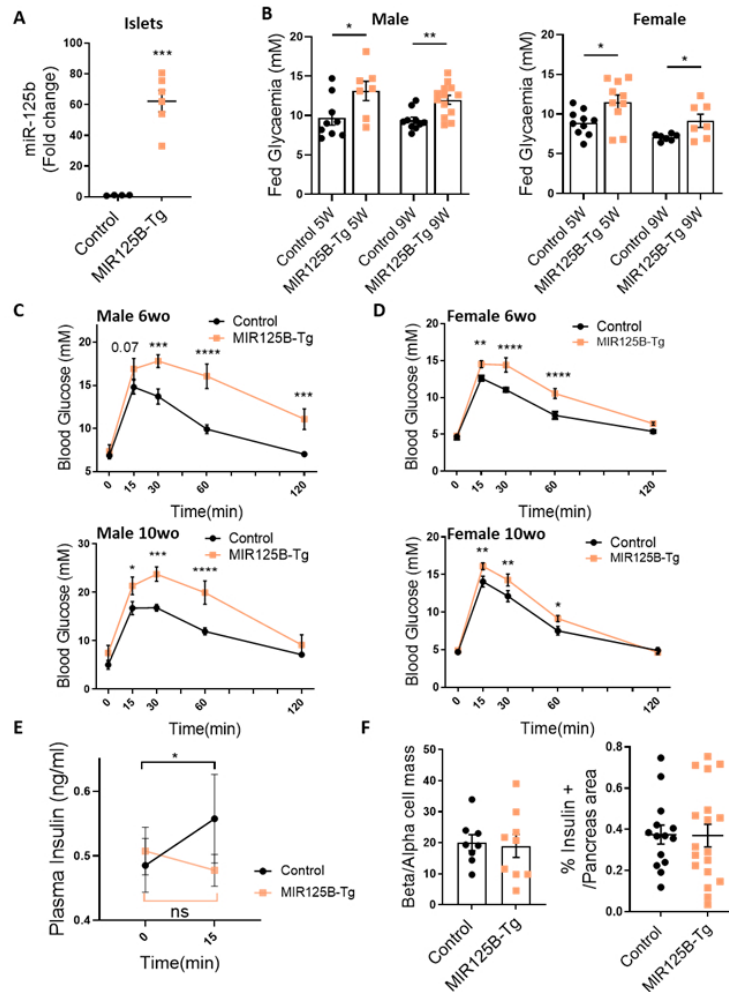 A
Islets
***
miR-125b
(Fold change)
100
80
60
40
20
0
Control
MIR125B-Tg
B
Male
Fed Glycaemia (mM)
*
**
20
15
10
5
0
Control 5W
MIR125B-Tg 5W
Control 9W
MIR125B-Tg 9W
Female
Fed Glycaemia (mM)
*
*
20
15
10
5
0
Control 5W
MIR125B-Tg 5W
Control 9W
MIR125B-Tg 9W
C
Male 6wo
Control
MIR125B-Tg
Blood Glucose (mM)
20
15
10
5
0.07
***
****
***
0
15
30
60
120
Time(min)
Male 10wo
Control
MIR125B-Tg
Blood Glucose (mM)
30
20
10
0
*
***
****
0
15
30
60
120
Time(min)
D
Female 6wo
Control
MIR125B-Tg
Blood Glucose (mM)
20
15
10
5
0
**
****
****
0
15
30
60
120
Time(min)
Female 10wo
Control
MIR125B-Tg
Blood Glucose (mM)
20
15
10
5
0
**
**
*
0
15
30
60
120
Time(min)
E
Plasma Insulin (ng/ml)
0.6
0.5
*
ns
Control
MIR125B-Tg
0
15
Time(min)
F
Beta/Alpha cell mass
50
40
30
20
10
0
Control
MIR125B-Tg
% Insulin +
/Pancreas area
0.8
0.6
0.4
0.2
0.0
Control
MIR125B-Tg